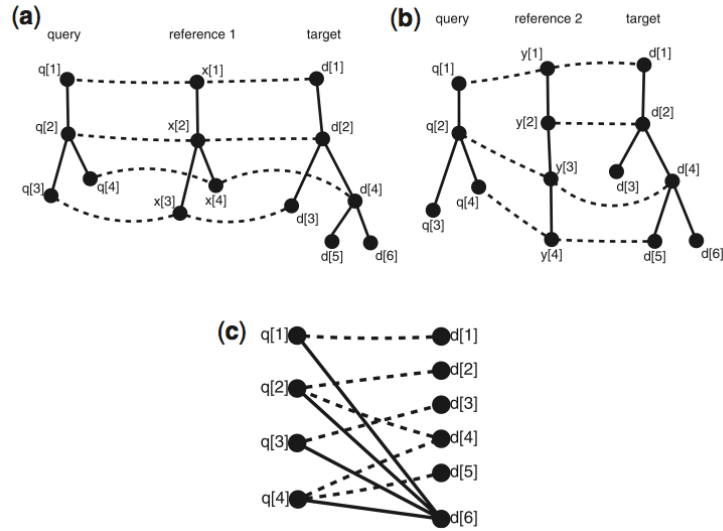 (a)
query reference 1 target
q[1] x[1] d[1]
q[2] x[2] d[2]
q[3] q[4] x[3] x[4] d[3] d[4]
d[5] d[6]
(b)
query reference 2 target
q[1] y[1] d[1]
q[2] y[2] d[2]
q[3] q[4] y[3] d[3] d[4]
y[4] d[5] d[6]
(c)
q[1] d[1]
d[2]
q[2] d[3]
q[3] d[4]
d[5]
q[4] d[6]